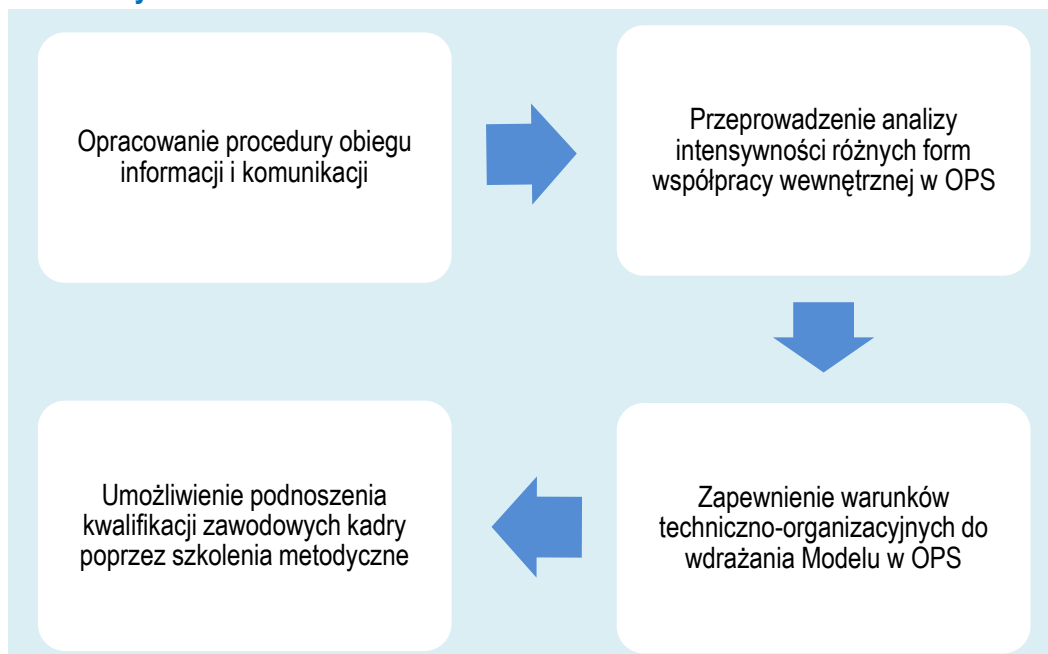 Opracowanie procedury obiegu
informacji i komunikacji
Przeprowadzenie analizy
intensywności różnych form
współpracy wewnętrznej w OPS
Zapewnienie warunków
techniczno-organizacyjnych do
wdrażania Modelu w OPS
Umożliwienie podnoszenia
kwalifikacji zawodowych kadry
poprzez szkolenia metodyczne